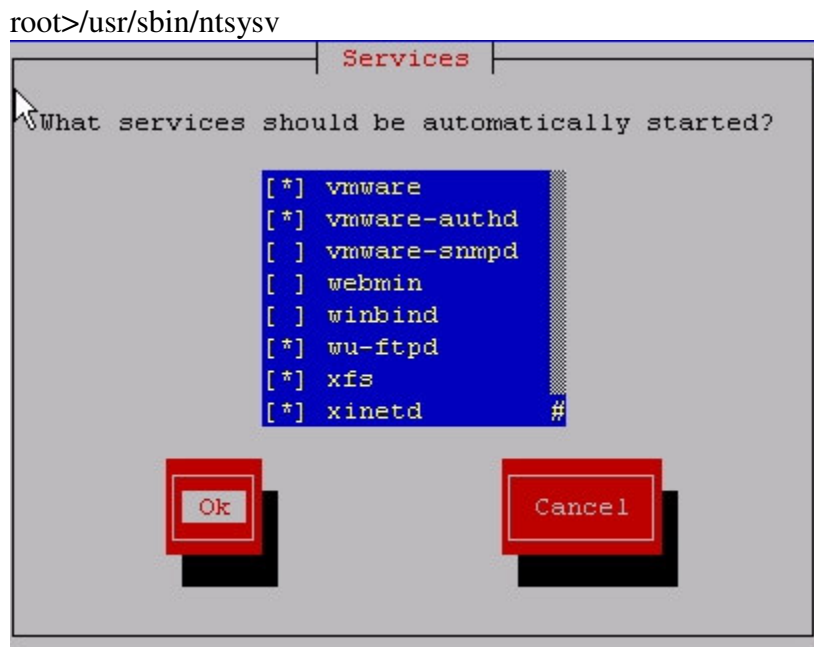 root>/usr/sbin/ntsysv
Services
What services should be automatically started?
[*] vmware
[*] vmware-authd
[ ] vmware-snmpd
[ ] webmin
[ ] winbind
[*] wu-ftpd
[*] xfs
[*] xinetd #
Ok Cancel